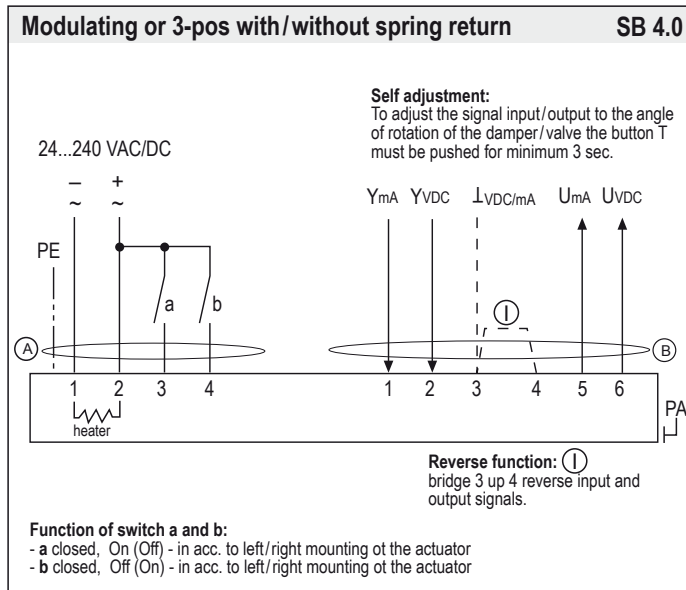 Modulating or 3-pos with/without spring return SB 4.0
Self adjustment:
To adjust the signal input/output to the angle
of rotation of the damper/valve the button T
must be pushed for minimum 3 sec.
24...240 VAC/DC
– +
~ ~
YmA YVDC ⊥VDC/mA UmA UVDC
PE
a b
I
A
B
1 2 3 4 1 2 3 4 5 6
heater
PA
Reverse function: I
bridge 3 up 4 reverse input and
output signals.
Function of switch a and b:
- a closed, On (Off) - in acc. to left/right mounting ot the actuator
- b closed, Off (On) - in acc. to left/right mounting ot the actuator